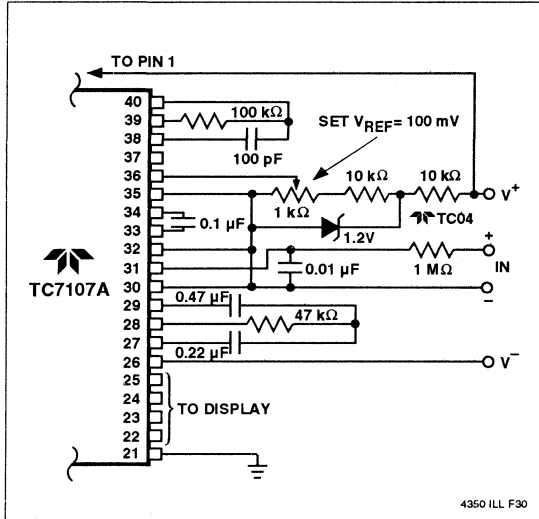 TO PIN 1
40
39
38
37
36
35
34
33
32
31
30
29
28
27
26
25
24
23
22
21
100 kΩ
100 pF
SET VREF = 100 mV
10 kΩ
10 kΩ
V+
1 kΩ
TC04
1.2V
0.1 µF
+
IN
0.01 µF
1 MΩ
–
TC7107A
0.47 µF
47 kΩ
0.22 µF
V–
TO DISPLAY
4350 ILL F30